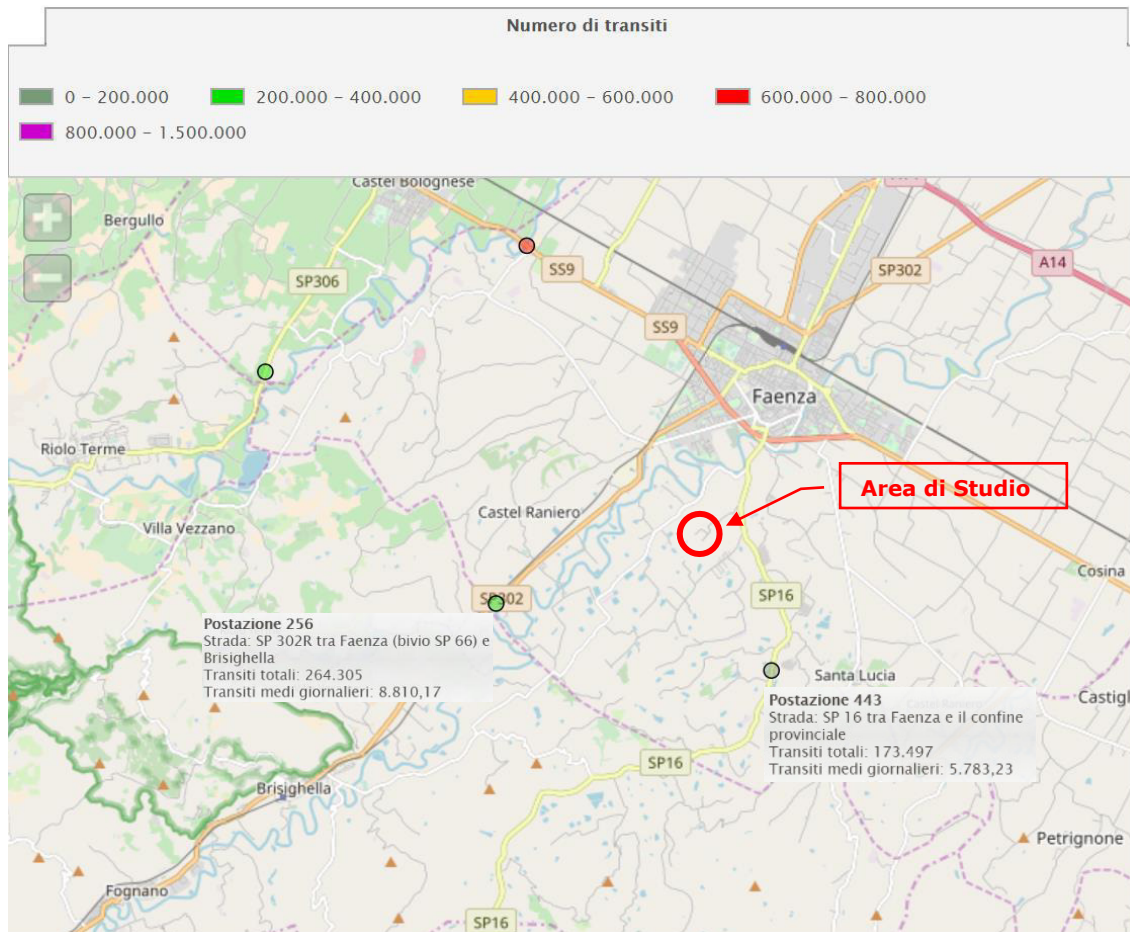 Numero di transiti
0 - 200.000
200.000 - 400.000
400.000 - 600.000
600.000 - 800.000
800.000 - 1.500.000
Castel Bolognese
Bergullo
SP306
SS9
SP302
A14
SS9
Faenza
Riolo Terme
Area di Studio
Castel Raniero
Villa Vezzano
Cosina
SP302
SP16
Postazione 256
Strada: SP 302R tra Faenza (bivio SP 66) e
Brisighella
Transiti totali: 264.305
Transiti medi giornalieri: 8.810,17
Santa Lucia
Postazione 443
Strada: SP 16 tra Faenza e il confine
provinciale
Transiti totali: 173.497
Transiti medi giornalieri: 5.783,23
Castigl
SP16
Brisighella
Petrignone
Fognano
SP16